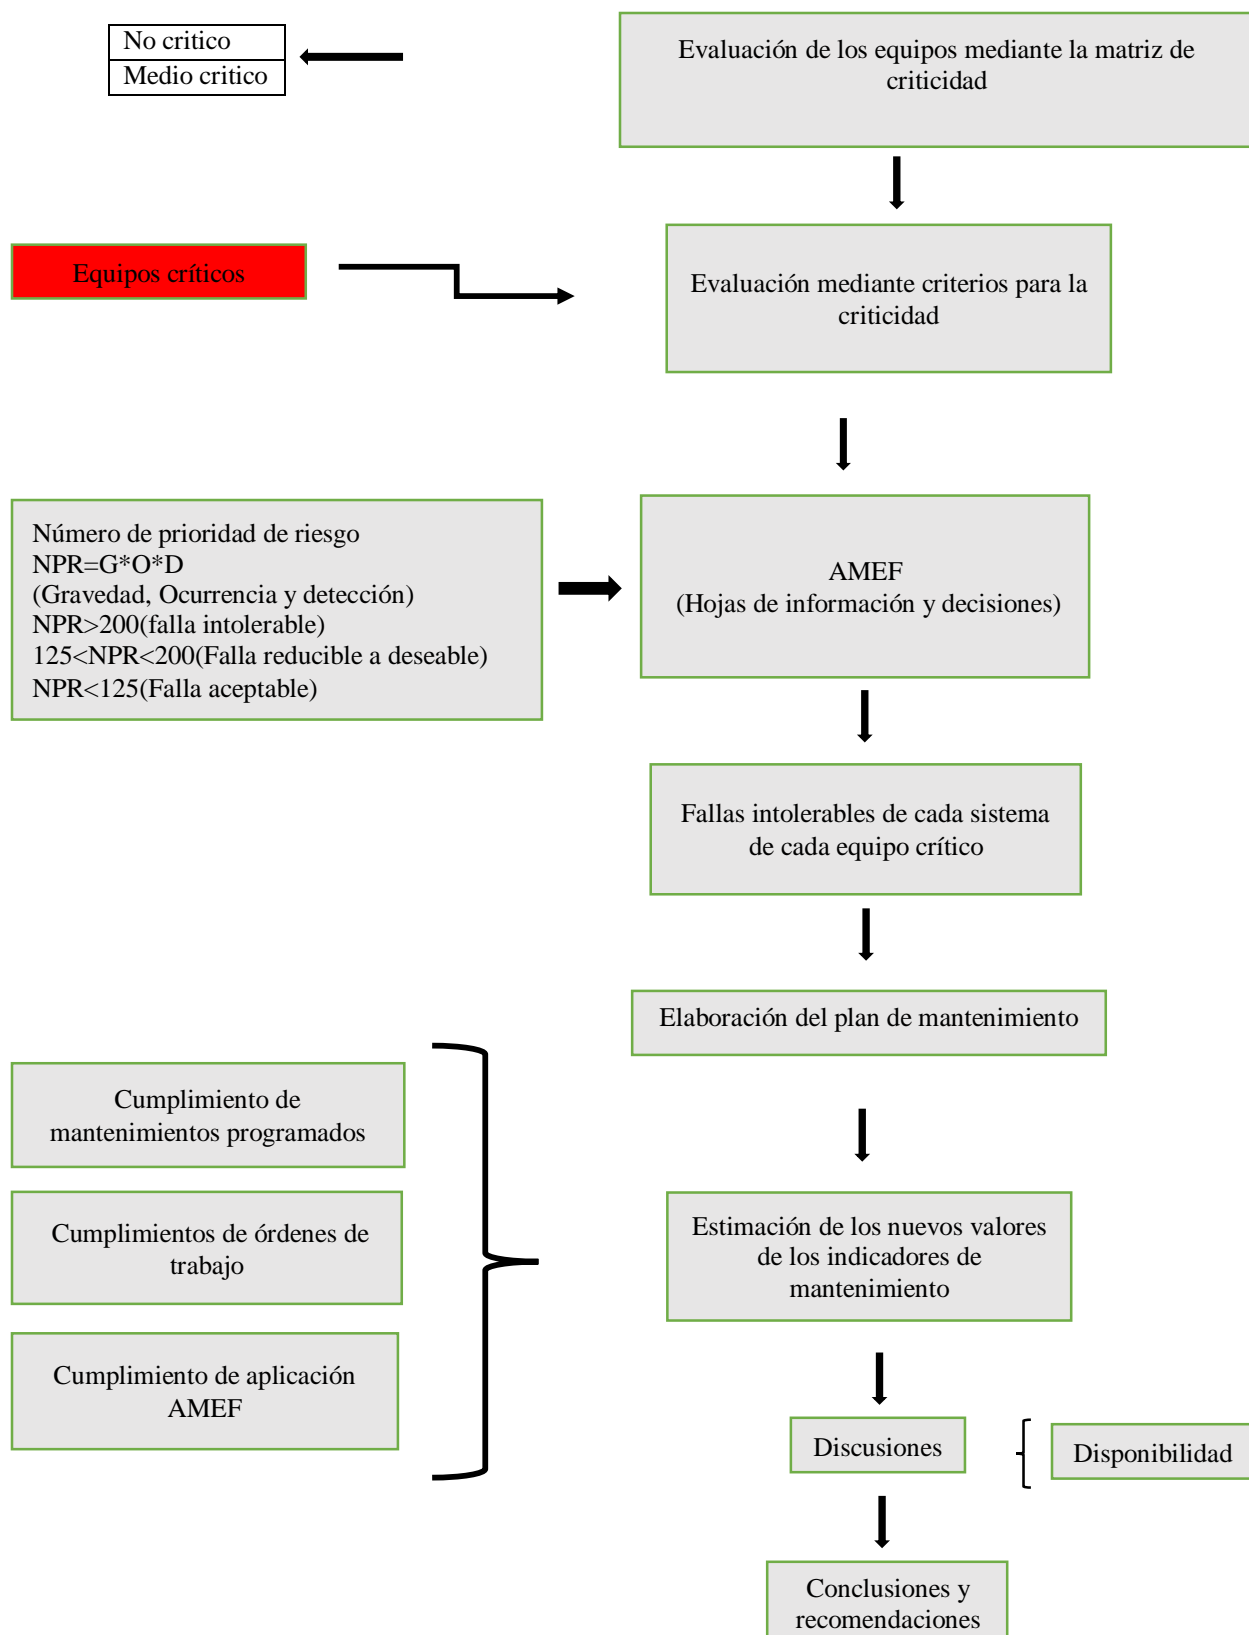 No critico
Medio critico
Evaluación de los equipos mediante la matriz de
criticidad
Equipos críticos
Evaluación mediante criterios para la
criticidad
Número de prioridad de riesgo
NPR=G*O*D
(Gravedad, Ocurrencia y detección)
NPR>200(falla intolerable)
125<NPR<200(Falla reducible a deseable)
NPR<125(Falla aceptable)
AMEF
(Hojas de información y decisiones)
Fallas intolerables de cada sistema
de cada equipo crítico
Elaboración del plan de mantenimiento
Cumplimiento de
mantenimientos programados
Cumplimientos de órdenes de
trabajo
Cumplimiento de aplicación
AMEF
Estimación de los nuevos valores
de los indicadores de
mantenimiento
Discusiones
Disponibilidad
Conclusiones y
recomendaciones